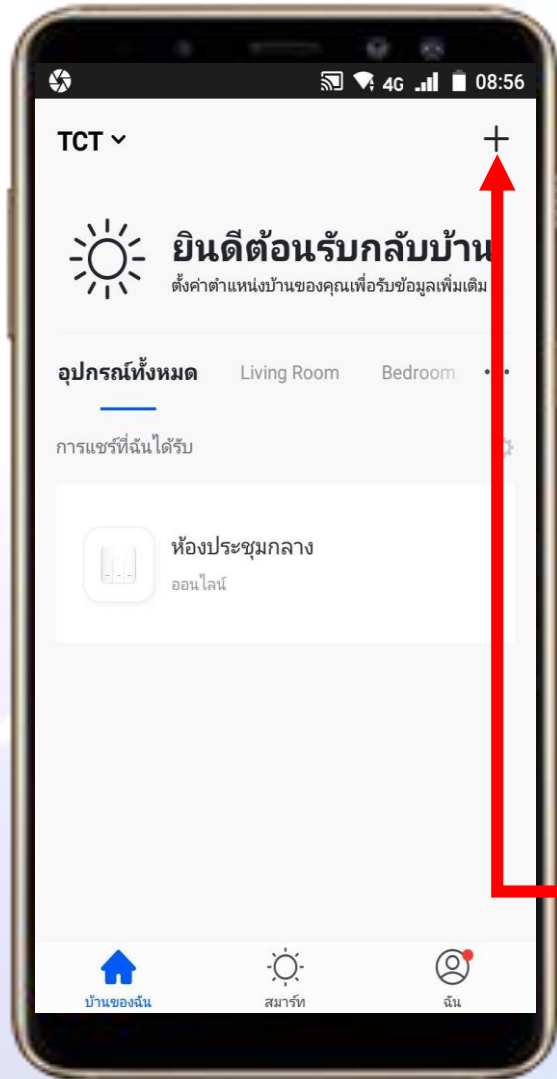 4G 08:56
TCT
ยินดีต้อนรับกลับบ้าน
ตั้งค่าตำแหน่งบ้านของคุณเพื่อรับข้อมูลเพิ่มเติม
อุปกรณ์ทั้งหมด Living Room Bedroom
การแชร์ที่ฉันได้รับ
ห้องประชุมกลาง
ออนไลน์
บ้านของฉัน สมาร์ท ฉัน